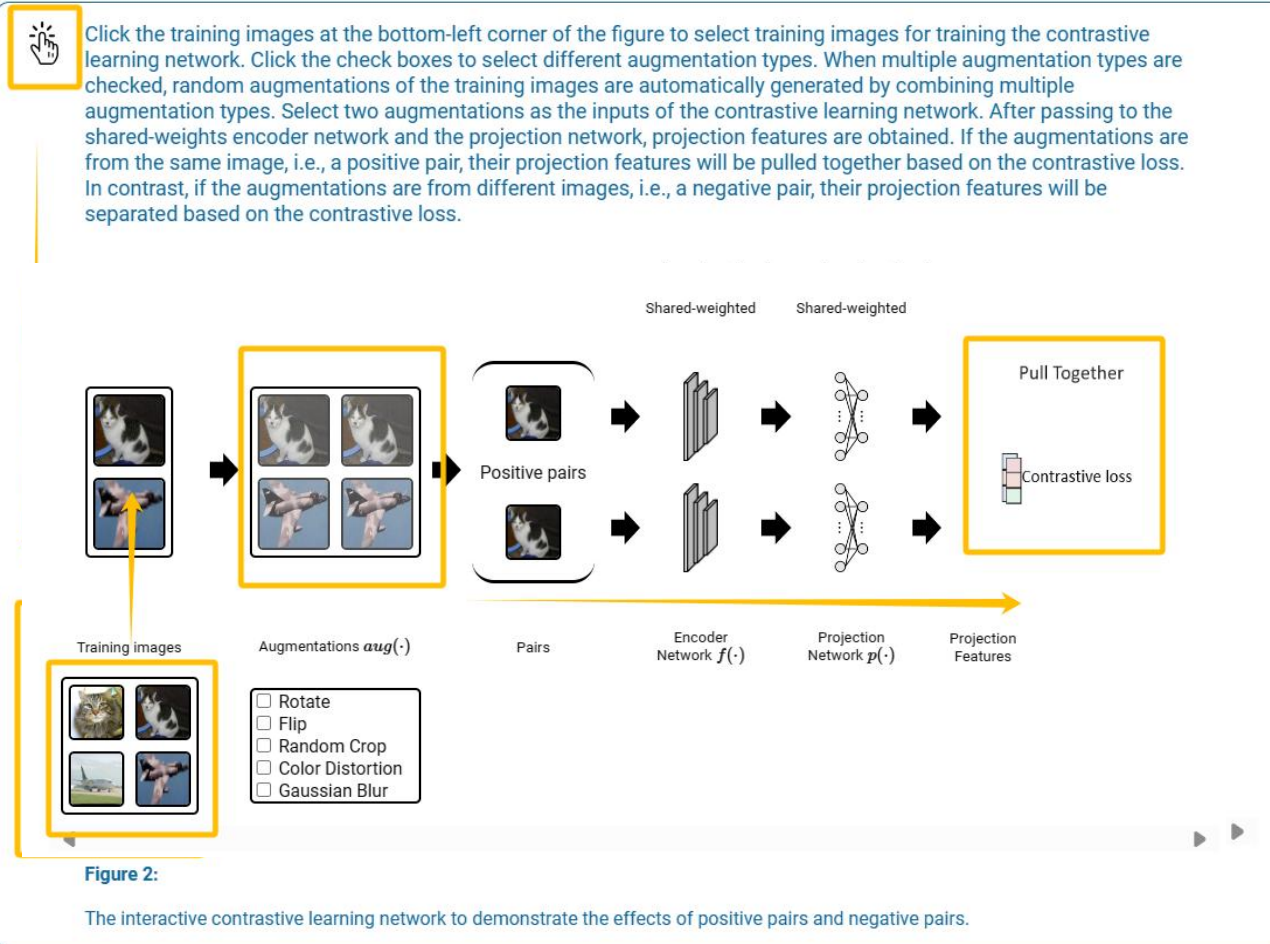 Click the training images at the bottom-left corner of the figure to select training images for training the contrastive
learning network. Click the check boxes to select different augmentation types. When multiple augmentation types are
checked, random augmentations of the training images are automatically generated by combining multiple
augmentation types. Select two augmentations as the inputs of the contrastive learning network. After passing to the
shared-weights encoder network and the projection network, projection features are obtained. If the augmentations are
from the same image, i.e., a positive pair, their projection features will be pulled together based on the contrastive loss.
In contrast, if the augmentations are from different images, i.e., a negative pair, their projection features will be
separated based on the contrastive loss.
Shared-weighted
Shared-weighted
Pull Together
Positive pairs
Contrastive loss
Training images
Augmentations aug(·)
Pairs
Encoder
Network f(·)
Projection
Network p(·)
Projection
Features
Rotate
Flip
Random Crop
Color Distortion
Gaussian Blur
Figure 2:
The interactive contrastive learning network to demonstrate the effects of positive pairs and negative pairs.